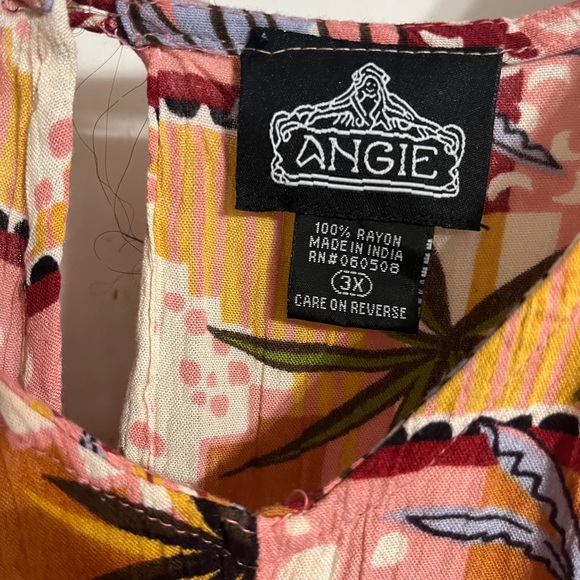 ANGIE
100% RAYON
MADE IN INDIA
RN#060508
3X
CARE ON REVERSE